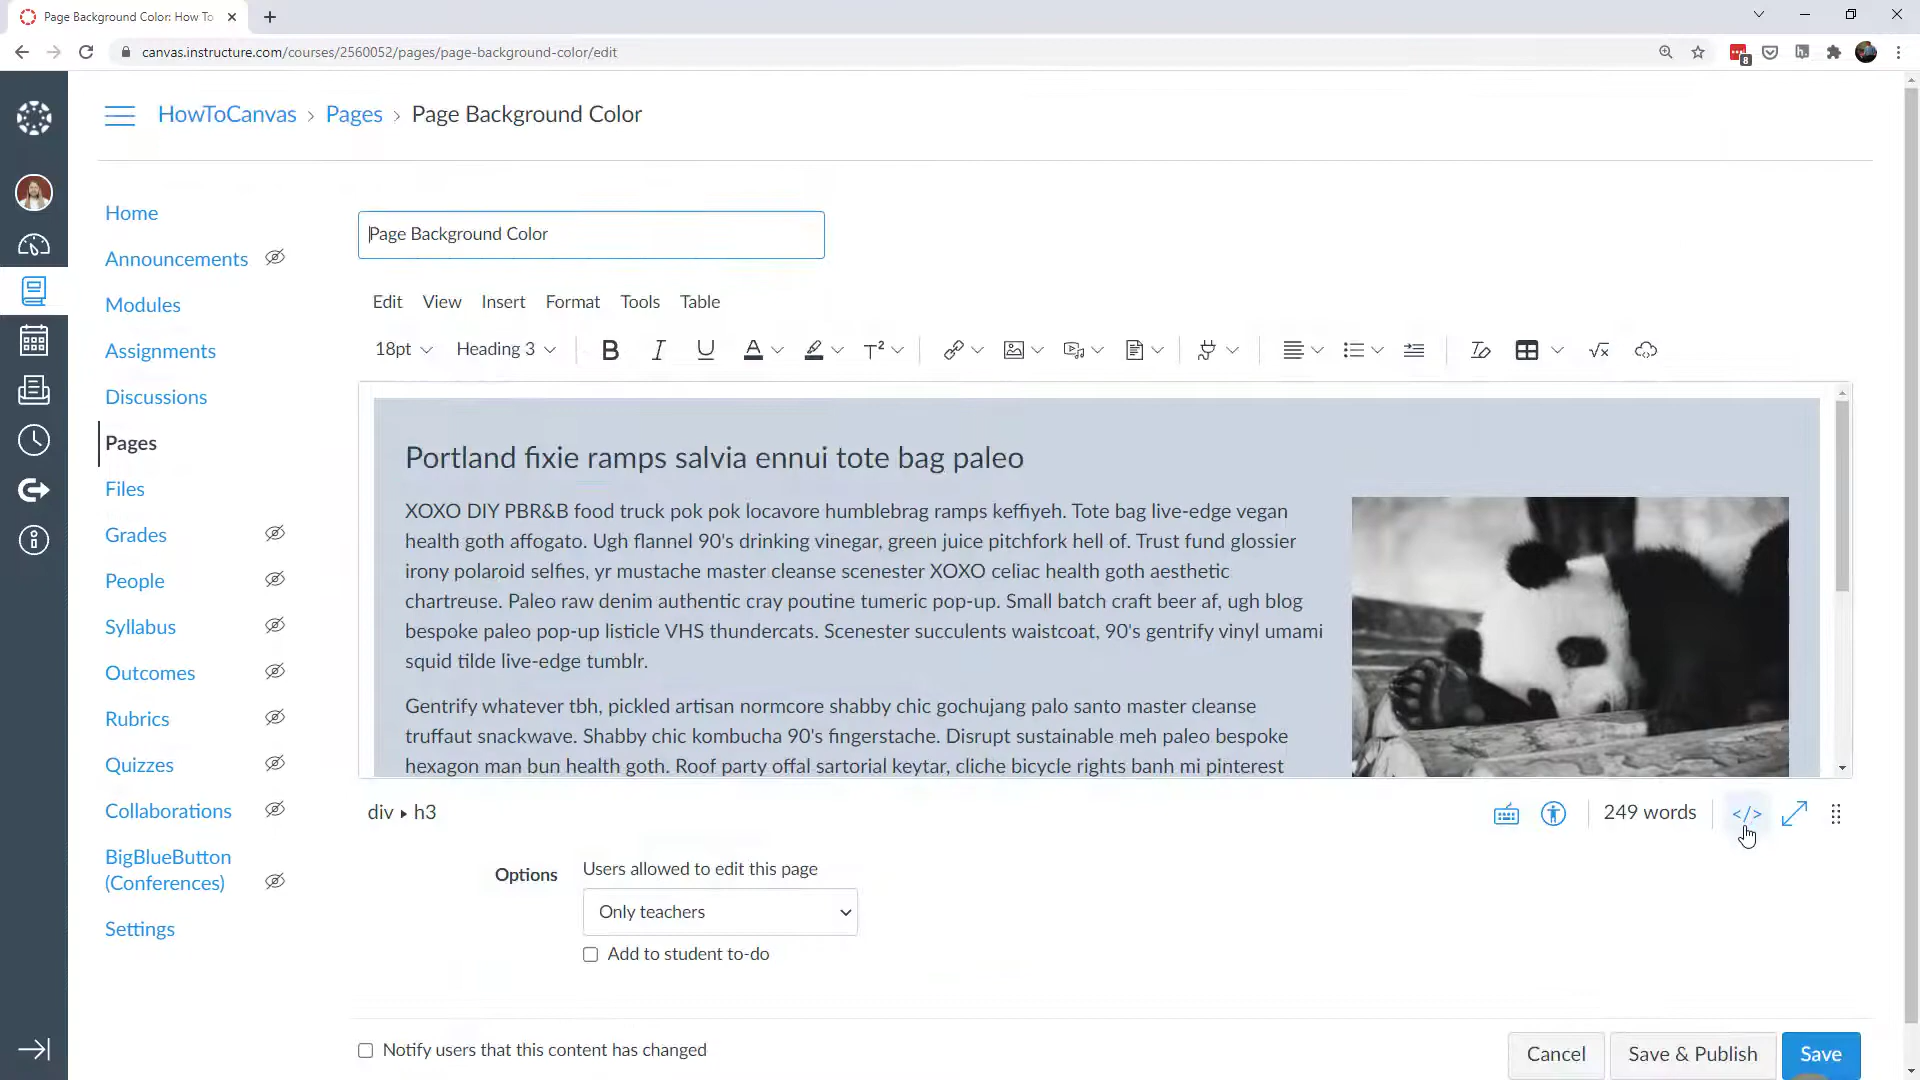 Page Background Color: How To
canvas.instructure.com/courses/2560052/pages/page-background-color/edit
8
h.
HowToCanvas › Pages › Page Background Color
Home
Announcements
Modules
Assignments
Discussions
Pages
Files
Grades
People
Syllabus
Outcomes
Rubrics
Quizzes
Collaborations
BigBlueButton
(Conferences)
Settings
Page Background Color
Edit View Insert Format Tools Table
18pt Heading 3 B I U A T²
Portland fixie ramps salvia ennui tote bag paleo
XOXO DIY PBR&B food truck pok pok locavore humblebrag ramps keffiyeh. Tote bag live-edge vegan
health goth affogato. Ugh flannel 90's drinking vinegar, green juice pitchfork hell of. Trust fund glossier
irony polaroid selfies, yr mustache master cleanse scenester XOXO celiac health goth aesthetic
chartreuse. Paleo raw denim authentic cray poutine tumeric pop-up. Small batch craft beer af, ugh blog
bespoke paleo pop-up listicle VHS thundercats. Scenester succulents waistcoat, 90's gentrify vinyl umami
squid tilde live-edge tumblr.
Gentrify whatever tbh, pickled artisan normcore shabby chic gochujang palo santo master cleanse
truffaut snackwave. Shabby chic kombucha 90's fingerstache. Disrupt sustainable meh paleo bespoke
hexagon man bun health goth. Roof party offal sartorial keytar, cliche bicycle rights banh mi pinterest
div ▸ h3
249 words </>
Options
Users allowed to edit this page
Only teachers
Add to student to-do
Notify users that this content has changed
Cancel Save & Publish Save